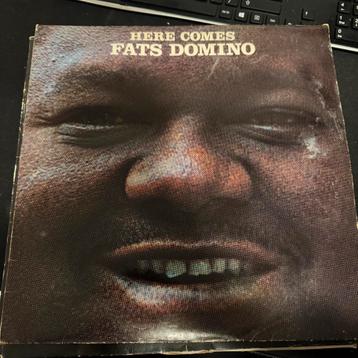 HERE COMES
FATS DOMINO